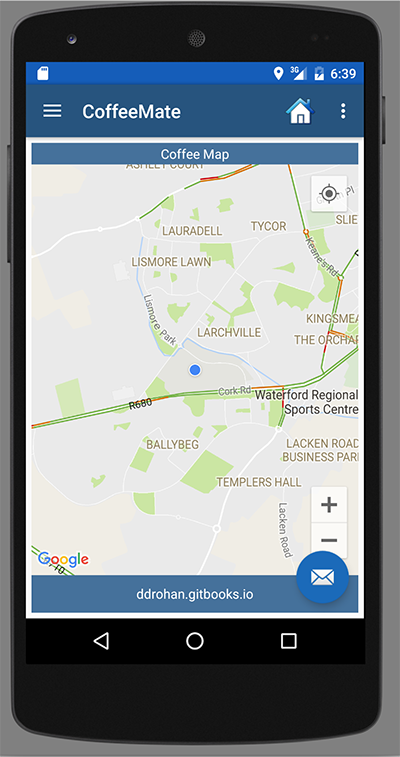 3G
6:39
CoffeeMate
Coffee Map
ASHLEY COURT
Pl
LAURADELL
TYCOR
SLIE
Keane's Rd
LISMORE LAWN
Lismore Park
KINGSMEA
LARCHVILLE
THE ORCHAR
Cork Rd
R680
Waterford Regional
Sports Centre
BALLYBEG
LACKEN ROAD
BUSINESS PAR
TEMPLERS HALL
Lacken Road
Google
ddrohan.gitbooks.io